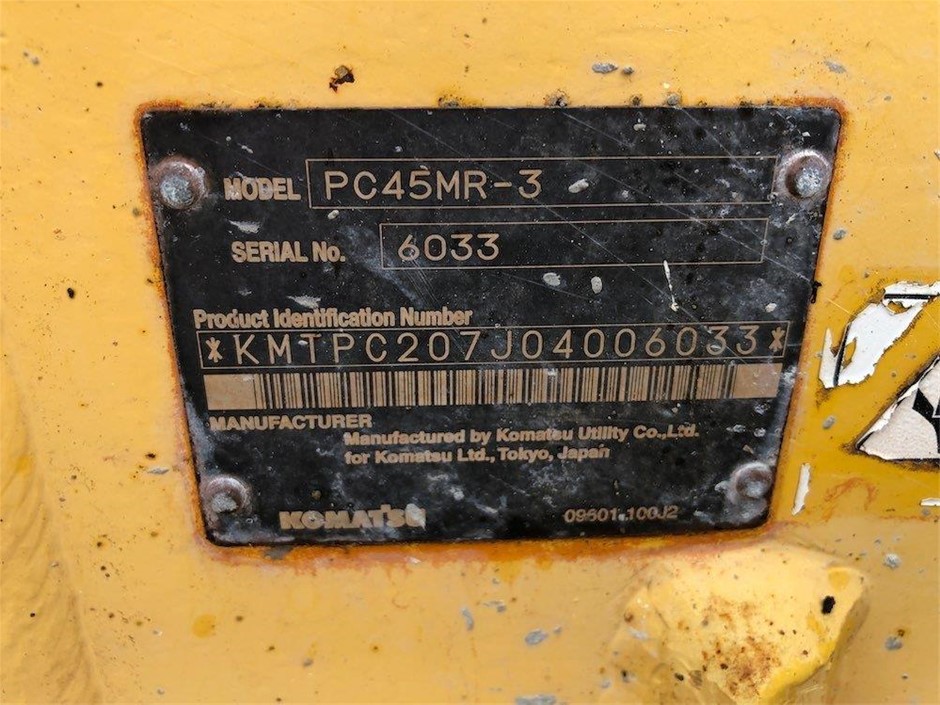 MODEL PC45MR-3
SERIAL No. 6033
Product Identification Number
*KMTPC207J04006033*
MANUFACTURER
Manufactured by Komatsu Utility Co.,Ltd.
for Komatsu Ltd.,Tokyo, Japan
KOMATSU 09601-100J2